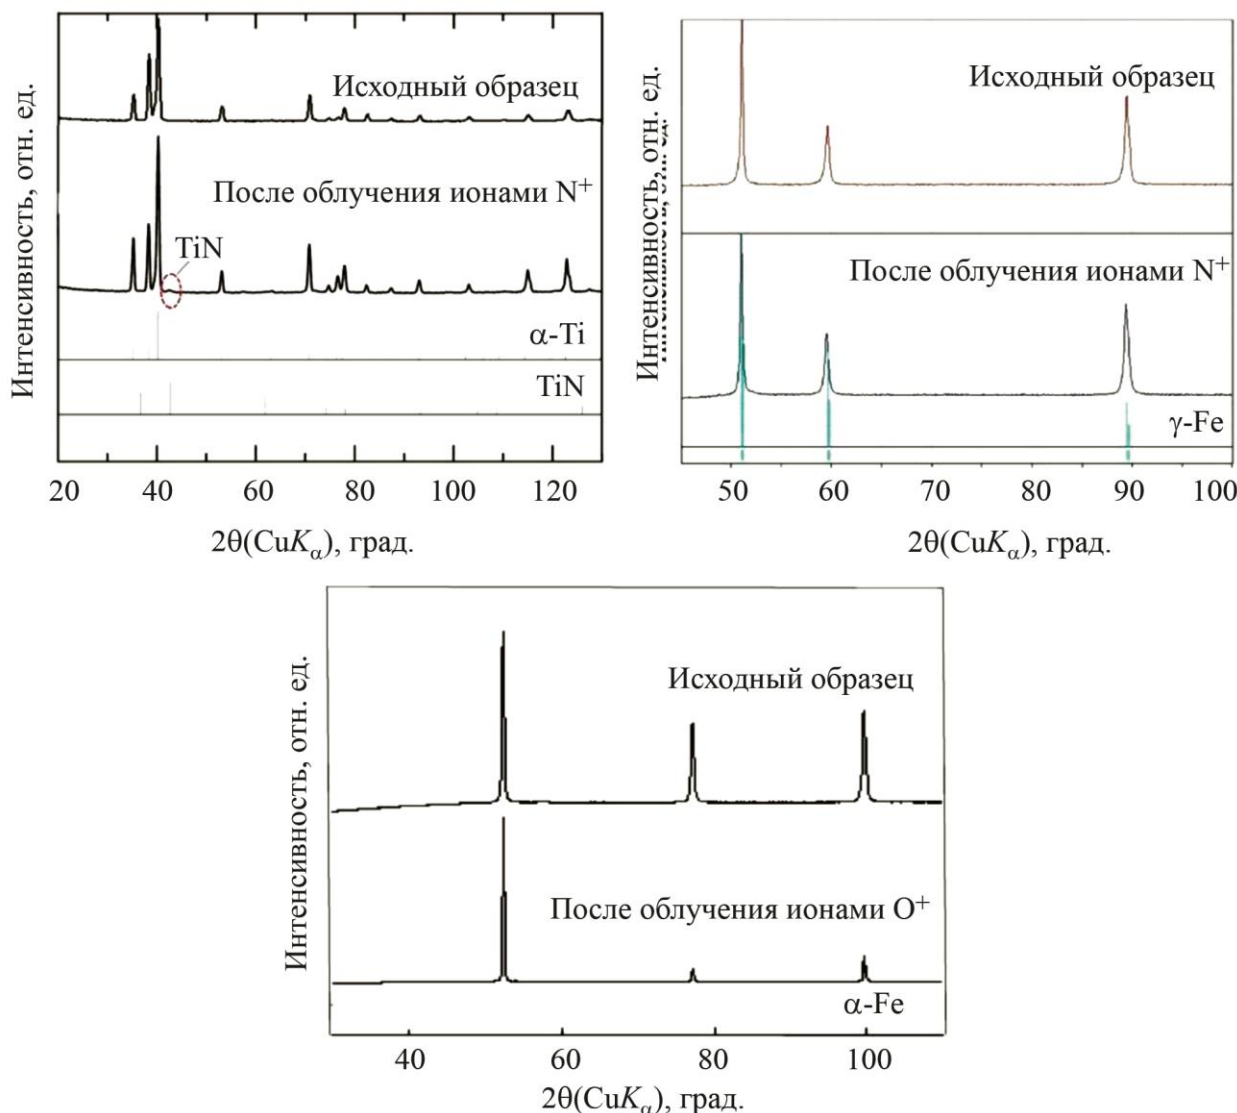 Интенсивность, отн. ед.
Исходный образец
После облучения ионами N+
TiN
α-Ti
TiN
20 40 60 80 100 120
2θ(CuKα), град.
Интенсивность, отн. ед.
Исходный образец
После облучения ионами N+
γ-Fe
50 60 70 80 90 100
2θ(CuKα), град.
Интенсивность, отн. ед.
Исходный образец
После облучения ионами O+
α-Fe
40 60 80 100
2θ(CuKα), град.